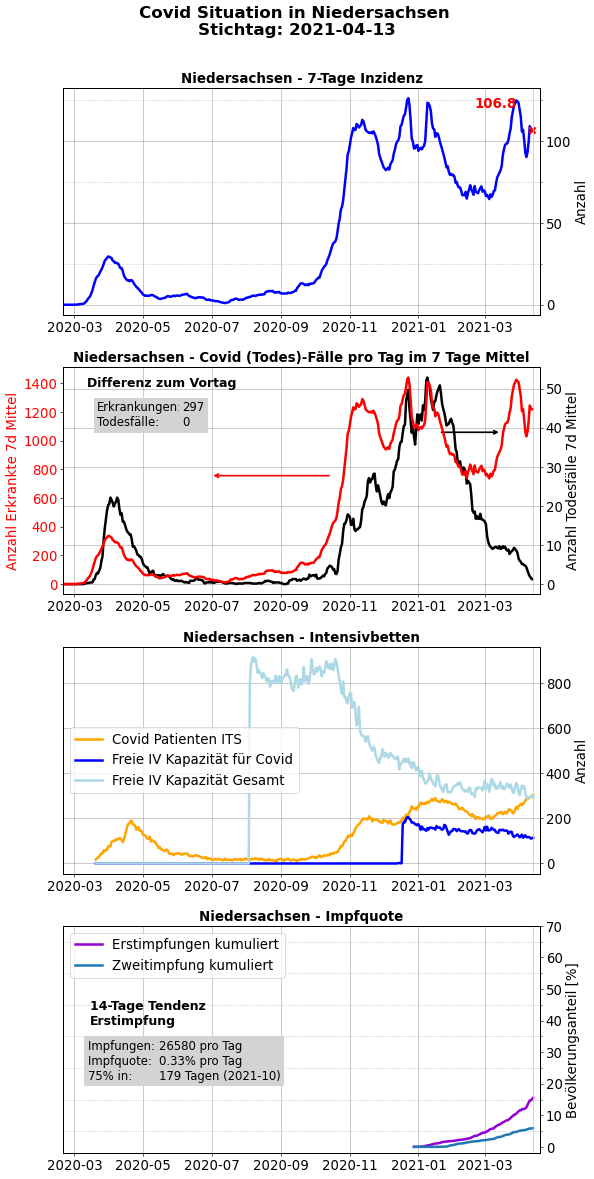 Covid Situation in Niedersachsen
Stichtag: 2021-04-13
Niedersachsen - 7-Tage Inzidenz
106.8
100
50
0
Anzahl
2020-03 2020-05 2020-07 2020-09 2020-11 2021-01 2021-03
Niedersachsen - Covid (Todes)-Fälle pro Tag im 7 Tage Mittel
Differenz zum Vortag
Erkrankungen: 297
Todesfälle: 0
1400
1200
1000
800
600
400
200
0
Anzahl Erkrankte 7d Mittel
50
40
30
20
10
0
Anzahl Todesfälle 7d Mittel
2020-03 2020-05 2020-07 2020-09 2020-11 2021-01 2021-03
Niedersachsen - Intensivbetten
Covid Patienten ITS
Freie IV Kapazität für Covid
Freie IV Kapazität Gesamt
800
600
400
200
0
Anzahl
2020-03 2020-05 2020-07 2020-09 2020-11 2021-01 2021-03
Niedersachsen - Impfquote
Erstimpfungen kumuliert
Zweitimpfung kumuliert
14-Tage Tendenz
Erstimpfung
Impfungen: 26580 pro Tag
Impfquote: 0.33% pro Tag
75% in: 179 Tagen (2021-10)
70
60
50
40
30
20
10
0
Bevölkerungsanteil [%]
2020-03 2020-05 2020-07 2020-09 2020-11 2021-01 2021-03